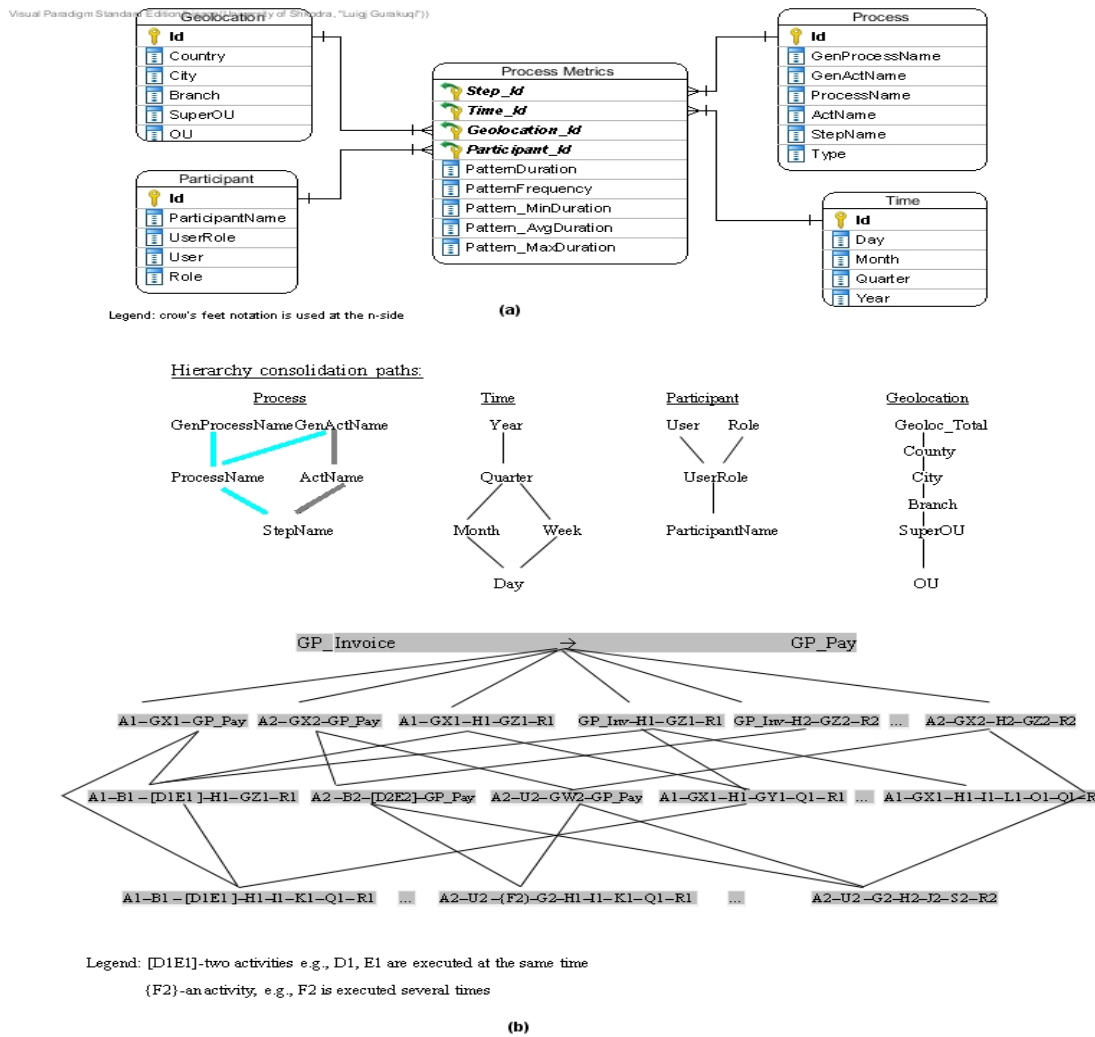 Visual Paradigm Standard Edition University of Shkodra, "Luigj Gurakuqi"))
Geolocation
Id
Country
City
Branch
SuperOU
OU
Participant
Id
ParticipantName
UserRole
User
Role
Process Metrics
Step_Id
Time_Id
Geolocation_Id
Participant_Id
PatternDuration
PatternFrequency
Pattern_MinDuration
Pattern_AvgDuration
Pattern_MaxDuration
Process
Id
GenProcessName
GenActName
ProcessName
ActName
StepName
Type
Time
Id
Day
Month
Quarter
Year
Legend: crow's feet notation is used at the n-side
(a)
Hierarchy consolidation paths:
Process Time Participant Geolocation
GenProcessName GenActName Year User Role Geoloc_Total
County
ProcessName ActName Quarter UserRole City
Branch
StepName Month Week ParticipantName SuperOU
Day OU
GP_Invoice → GP_Pay
A1-GX1-GP_Pay A2-GX2-GP_Pay A1-GX1-H1-GZ1-R1 GP_Inv-H1-GZ1-R1 GP_Inv-H2-GZ2-R2 ... A2-GX2-H2-GZ2-R2
A1-B1-[D1E1]-H1-GZ1-R1 A2-B2-[D2E2]-GP_Pay A2-U2-GW2-GP_Pay A1-GX1-H1-GY1-Q1-R1 ... A1-GX1-H1-I1-L1-O1-Q1-R
A1-B1-[D1E1]-H1-I1-K1-Q1-R1 ... A2-U2-{F2)-G2-H1-I1-K1-Q1-R1 ... A2-U2-G2-H2-J2-S2-R2
Legend: [D1E1]-two activities e.g., D1, E1 are executed at the same time
{F2}-an activity, e.g., F2 is executed several times
(b)